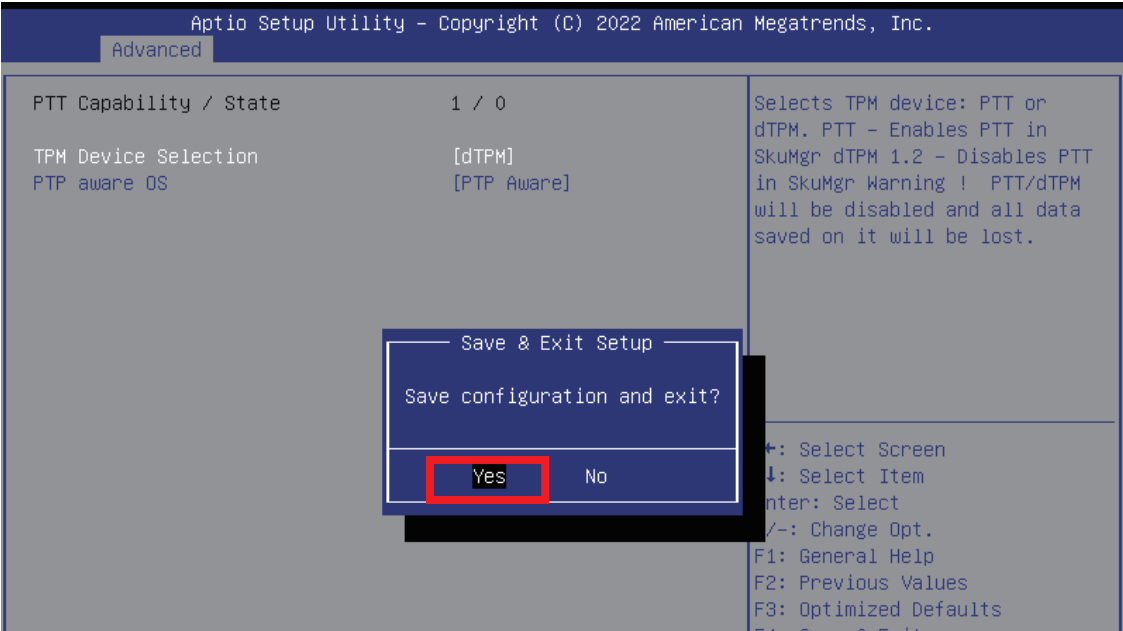 Aptio Setup Utility – Copyright (C) 2022 American Megatrends, Inc.
Advanced
PTT Capability / State 1 / 0
TPM Device Selection [dTPM]
PTP aware OS [PTP Aware]
Selects TPM device: PTT or
dTPM. PTT – Enables PTT in
SkuMgr dTPM 1.2 – Disables PTT
in SkuMgr Warning ! PTT/dTPM
will be disabled and all data
saved on it will be lost.
Save & Exit Setup
Save configuration and exit?
Yes No
: Select Screen
↓: Select Item
nter: Select
/–: Change Opt.
F1: General Help
F2: Previous Values
F3: Optimized Defaults